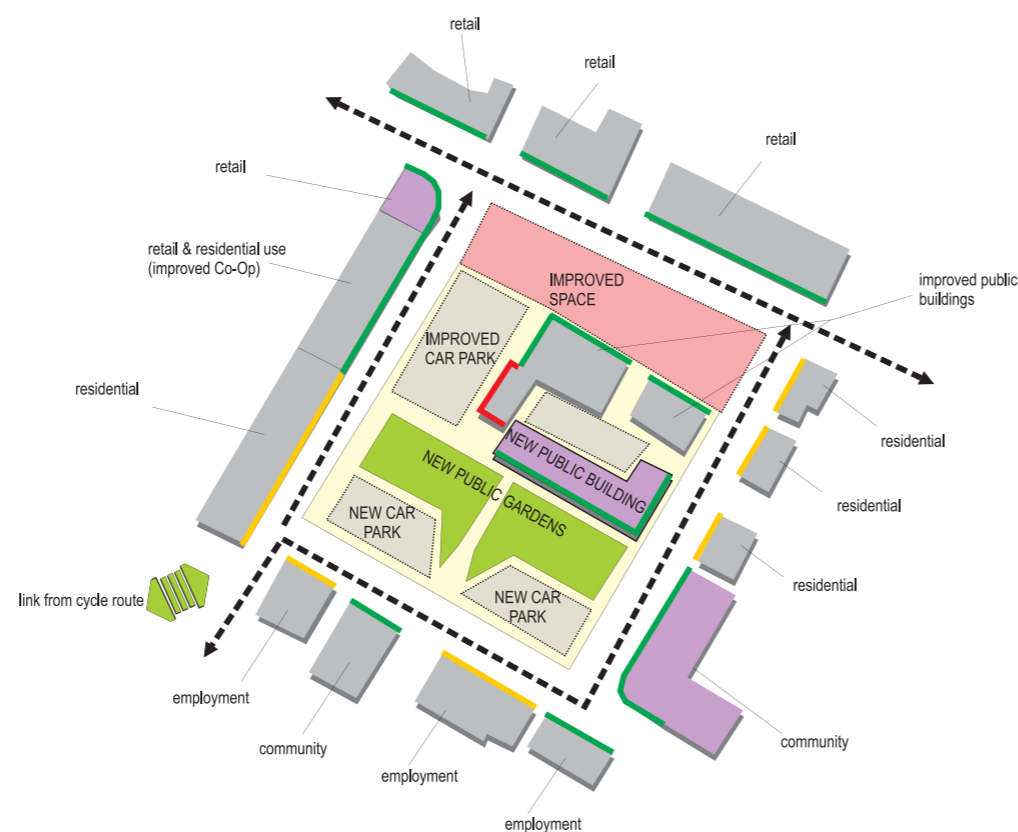 retail
retail
retail
retail
retail & residential use
(improved Co-Op)
improved public
buildings
IMPROVED
SPACE
IMPROVED
CAR PARK
residential
residential
residential
NEW PUBLIC BUILDING
NEW PUBLIC GARDENS
NEW CAR
PARK
residential
NEW CAR
PARK
link from cycle route
employment
community
community
employment
employment